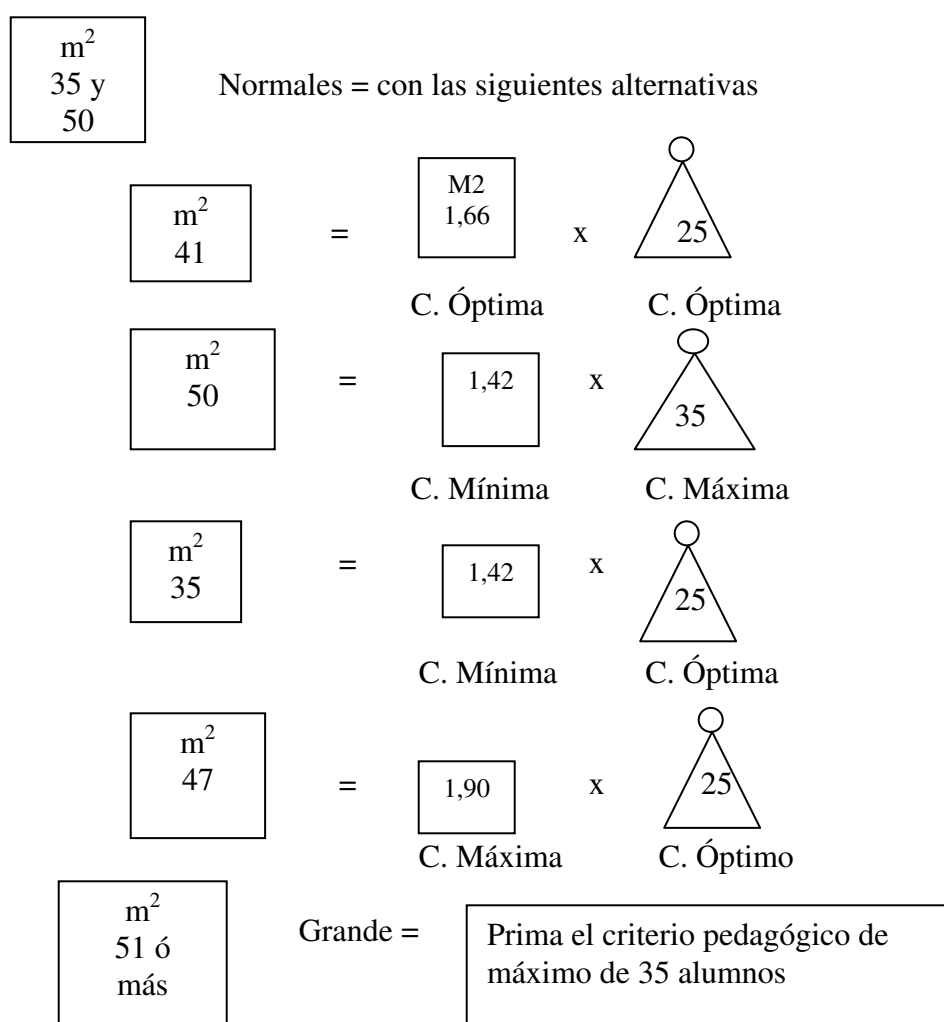 m²
35 y
50
Normales = con las siguientes alternativas
m²
41
=
M2
1,66
x
25
C. Óptima
C. Óptima
m²
50
=
1,42
x
35
C. Mínima
C. Máxima
m²
35
=
1,42
x
25
C. Mínima
C. Óptima
m²
47
=
1,90
x
25
C. Máxima
C. Óptimo
m²
51 ó
más
Grande =
Prima el criterio pedagógico de
máximo de 35 alumnos